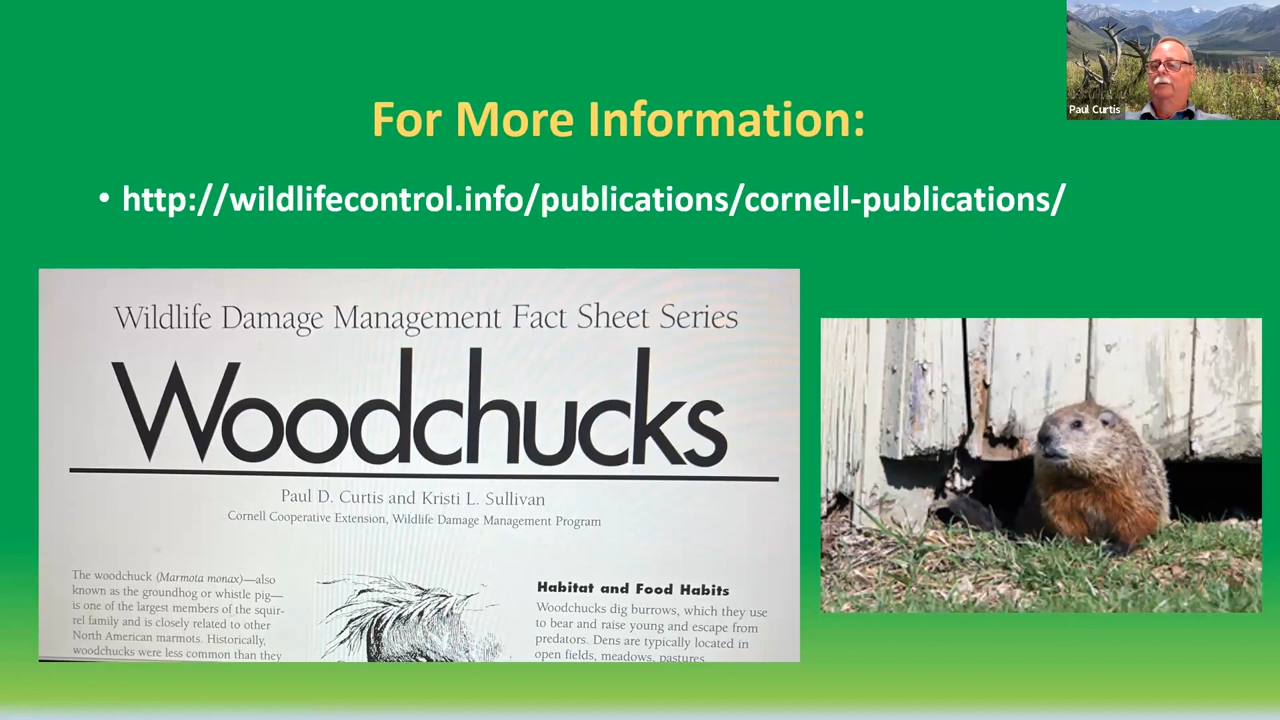 Paul Curtis
For More Information:
• http://wildlifecontrol.info/publications/cornell-publications/
Wildlife Damage Management Fact Sheet Series
Woodchucks
Paul D. Curtis and Kristi L. Sullivan
Cornell Cooperative Extension, Wildlife Damage Management Program
The woodchuck (Marmota monax)—also
known as the groundhog or whistle pig—
is one of the largest members of the squir-
rel family and is closely related to other
North American marmots. Historically,
woodchucks were less common than they
Habitat and Food Habits
Woodchucks dig burrows, which they use
to bear and raise young and escape from
predators. Dens are typically located in
open fields, meadows, pastures,